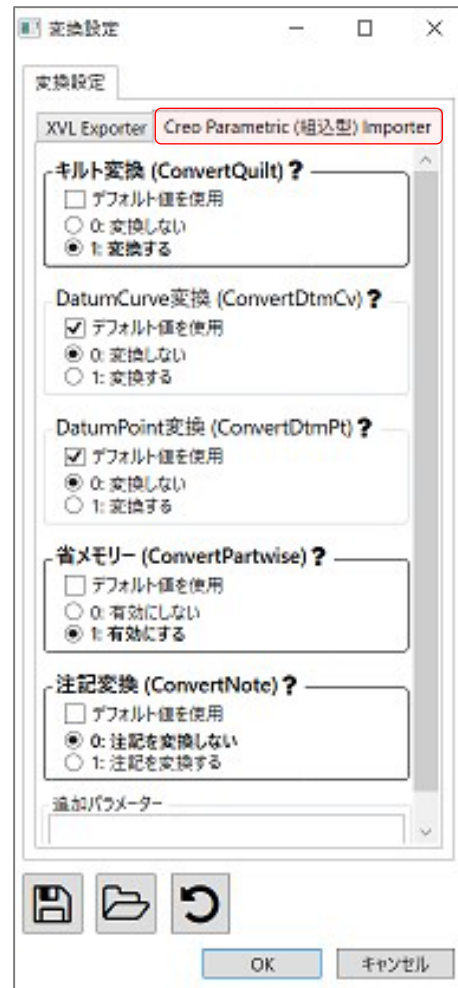 変換設定
変換設定
XVL Exporter
Creo Parametric (組込型) Importer
キルト変換 (ConvertQuilt) ?
デフォルト値を使用
0: 変換しない
1: 変換する
DatumCurve変換 (ConvertDtmCv) ?
デフォルト値を使用
0: 変換しない
1: 変換する
DatumPoint変換 (ConvertDtmPt) ?
デフォルト値を使用
0: 変換しない
1: 変換する
省メモリー (ConvertPartwise) ?
デフォルト値を使用
0: 有効にしない
1: 有効にする
注記変換 (ConvertNote) ?
デフォルト値を使用
0: 注記を変換しない
1: 注記を変換する
追加パラメーター
OK
キャンセル